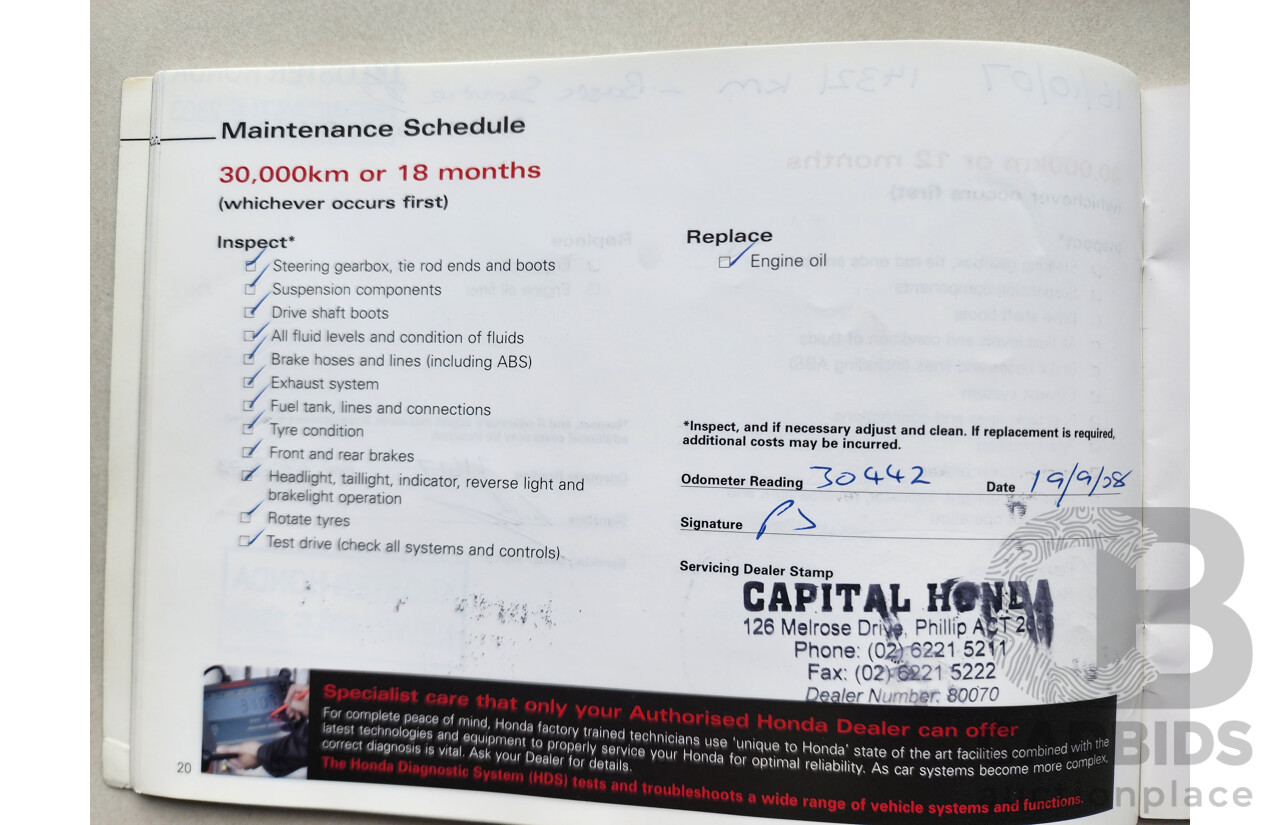 Maintenance Schedule
30,000km or 18 months
(whichever occurs first)
Inspect*
Steering gearbox, tie rod ends and boots
Suspension components
Drive shaft boots
All fluid levels and condition of fluids
Brake hoses and lines (including ABS)
Exhaust system
Fuel tank, lines and connections
Tyre condition
Front and rear brakes
Headlight, taillight, indicator, reverse light and
brakelight operation
Rotate tyres
Test drive (check all systems and controls)
Replace
Engine oil
*Inspect, and if necessary adjust and clean. If replacement is required,
additional costs may be incurred.
Odometer Reading 30442 Date 19/9/08
Signature
Servicing Dealer Stamp
CAPITAL HONDA
126 Melrose Drive, Phillip ACT
Phone: (02) 6221 5211
Fax: (02) 6221 5222
Dealer Number: 80070
Specialist care that only your Authorised Honda Dealer can offer
For complete peace of mind, Honda factory trained technicians use 'unique to Honda' state of the art facilities combined with the
latest technologies and equipment to properly service your Honda for optimal reliability. As car systems become more complex,
correct diagnosis is vital. Ask your Dealer for details.
The Honda Diagnostic System (HDS) tests and troubleshoots a wide range of vehicle systems and functions.
20